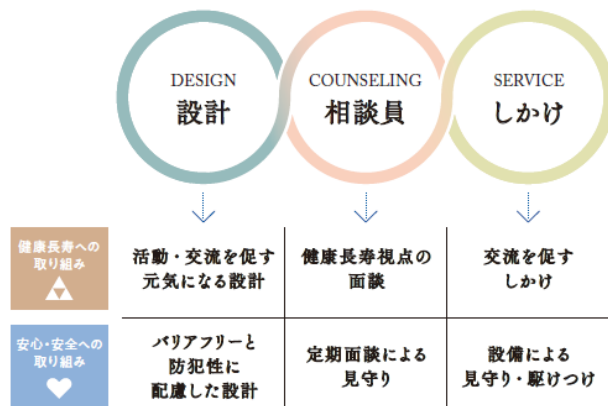 DESIGN
設計
COUNSELING
相談員
SERVICE
しかけ
健康長寿への
取り組み
活動・交流を促す
元気になる設計
健康長寿視点の
面談
交流を促す
しかけ
安心・安全への
取り組み
バリアフリーと
防犯性に
配慮した設計
定期面談による
見守り
設備による
見守り・駆けつけ